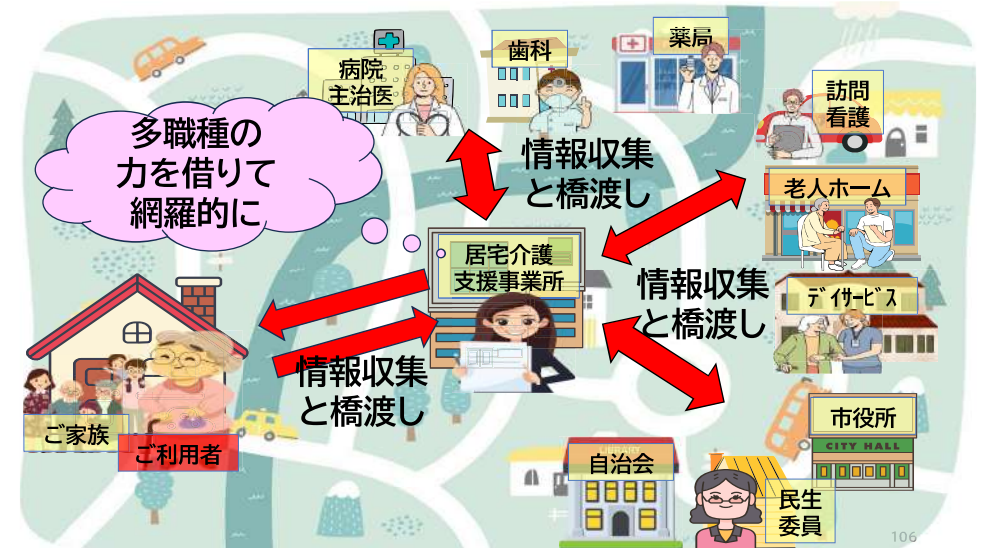 病院
主治医
歯科
薬局
訪問
看護
多職種の
力を借りて
網羅的に
情報収集
と橋渡し
老人ホーム
居宅介護
支援事業所
情報収集
と橋渡し
ﾃﾞｲｻｰﾋﾞｽ
情報収集
と橋渡し
ご家族
ご利用者
市役所
CITY HALL
自治会
LIBRARY
民生
委員
106